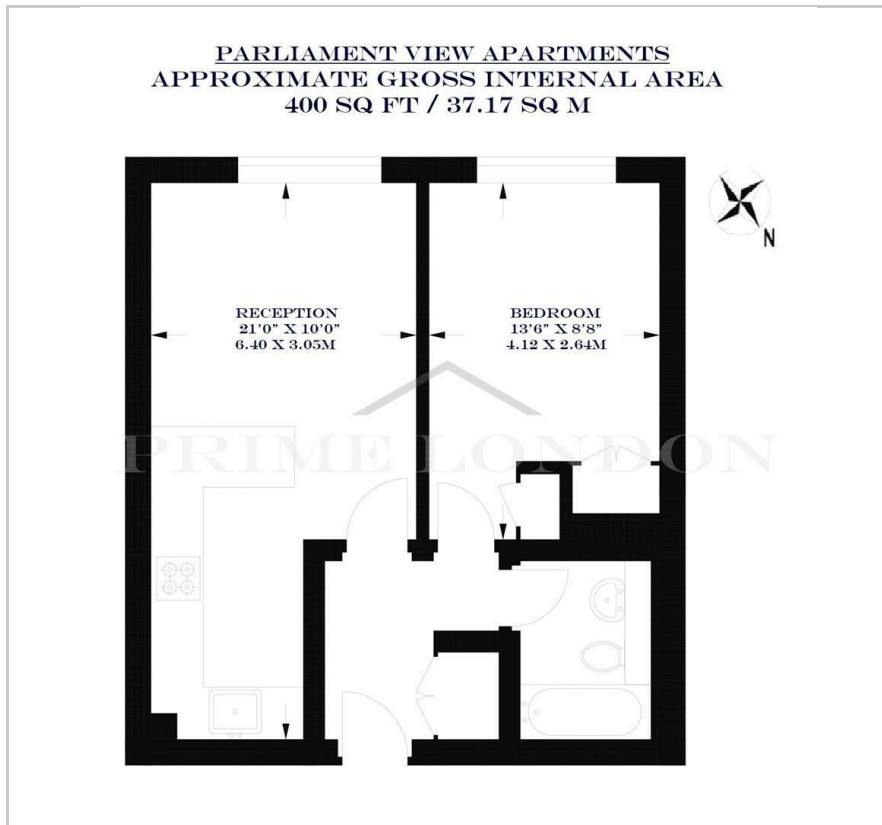 PARLIAMENT VIEW APARTMENTS
APPROXIMATE GROSS INTERNAL AREA
400 SQ FT / 37.17 SQ M
N
RECEPTION
21'0" X 10'0"
6.40 X 3.05M
BEDROOM
13'6" X 8'8"
4.12 X 2.64M
PRIME LONDON